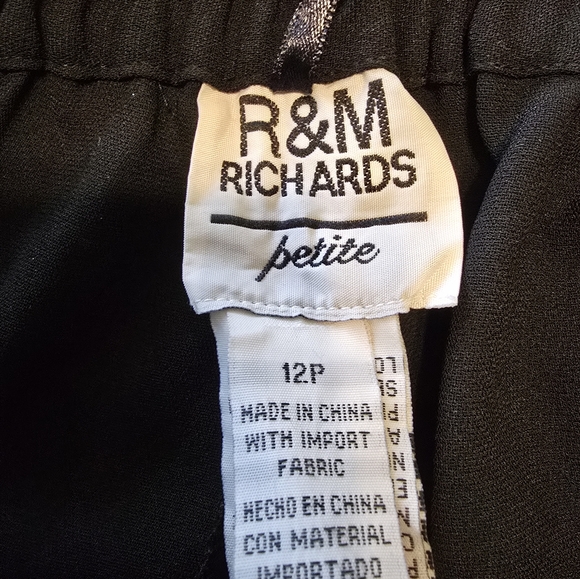 R&M
RICHARDS
petite
12P
MADE IN CHINA
WITH IMPORT
FABRIC
HECHO EN CHINA
CON MATERIAL
IMPORTADO